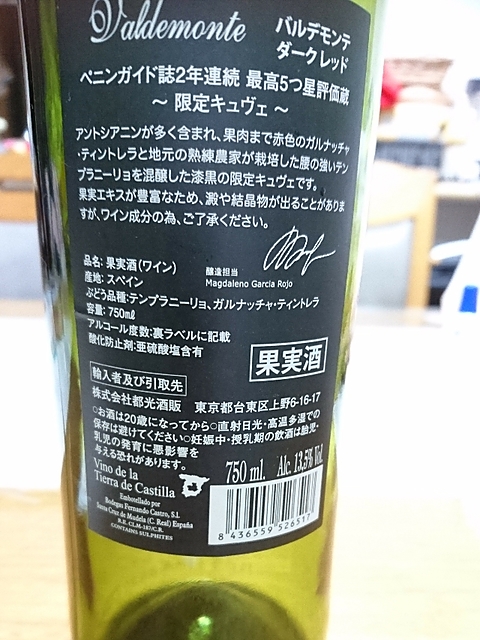 Valdemonte
バルデモンテ
ダークレッド
ペニンガイド誌2年連続 最高5つ星評価蔵
～ 限定キュヴェ ～
アントシアニンが多く含まれ、果肉まで赤色のガルナッチャ
・ティントレラと地元の熟練農家が栽培した腰の強いテン
プラニーリョを混醸した漆黒の限定キュヴェです。
果実エキスが豊富なため、澱や結晶物が出ることがありま
すが、ワイン成分の為、ご了承ください。
品名: 果実酒(ワイン)
産地: スペイン
ぶどう品種: テンプラニーリョ、ガルナッチャ・ティントレラ
容量: 750㎖
アルコール度数: 裏ラベルに記載
酸化防止剤: 亜硫酸塩含有
醸造担当
Magdaleno Garcia Rojo
果実酒
輸入者及び引取先
株式会社都光酒販 東京都台東区上野6-16-17
○お酒は20歳になってから○直射日光・高温多湿での
保存は避けてください○妊娠中・授乳期の飲酒は胎児・
乳児の発育に悪影響を
与える恐れがあります。
Vino de la
Tierra de Castilla
Embotellado por
Bodegas Fernando Castro, S.L.
Santa Cruz de Mudela (C. Real) España
R.E. CLM-187/C.R.
CONTAINS SULPHITES
750 ml. Alc. 13,5% Vol.
8 436559 526517